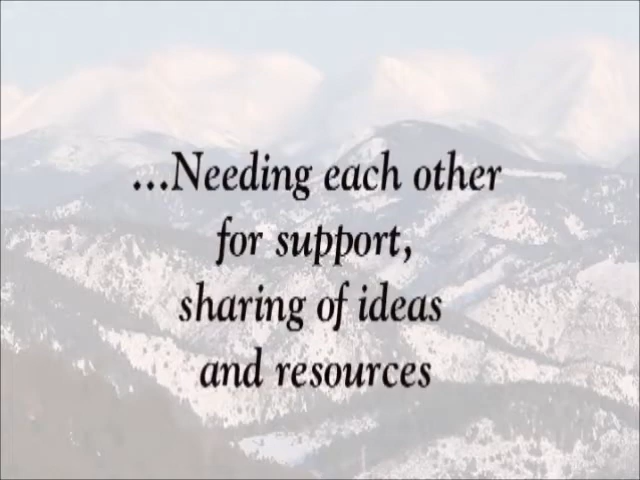 ...Needing each other
for support,
sharing of ideas
and resources